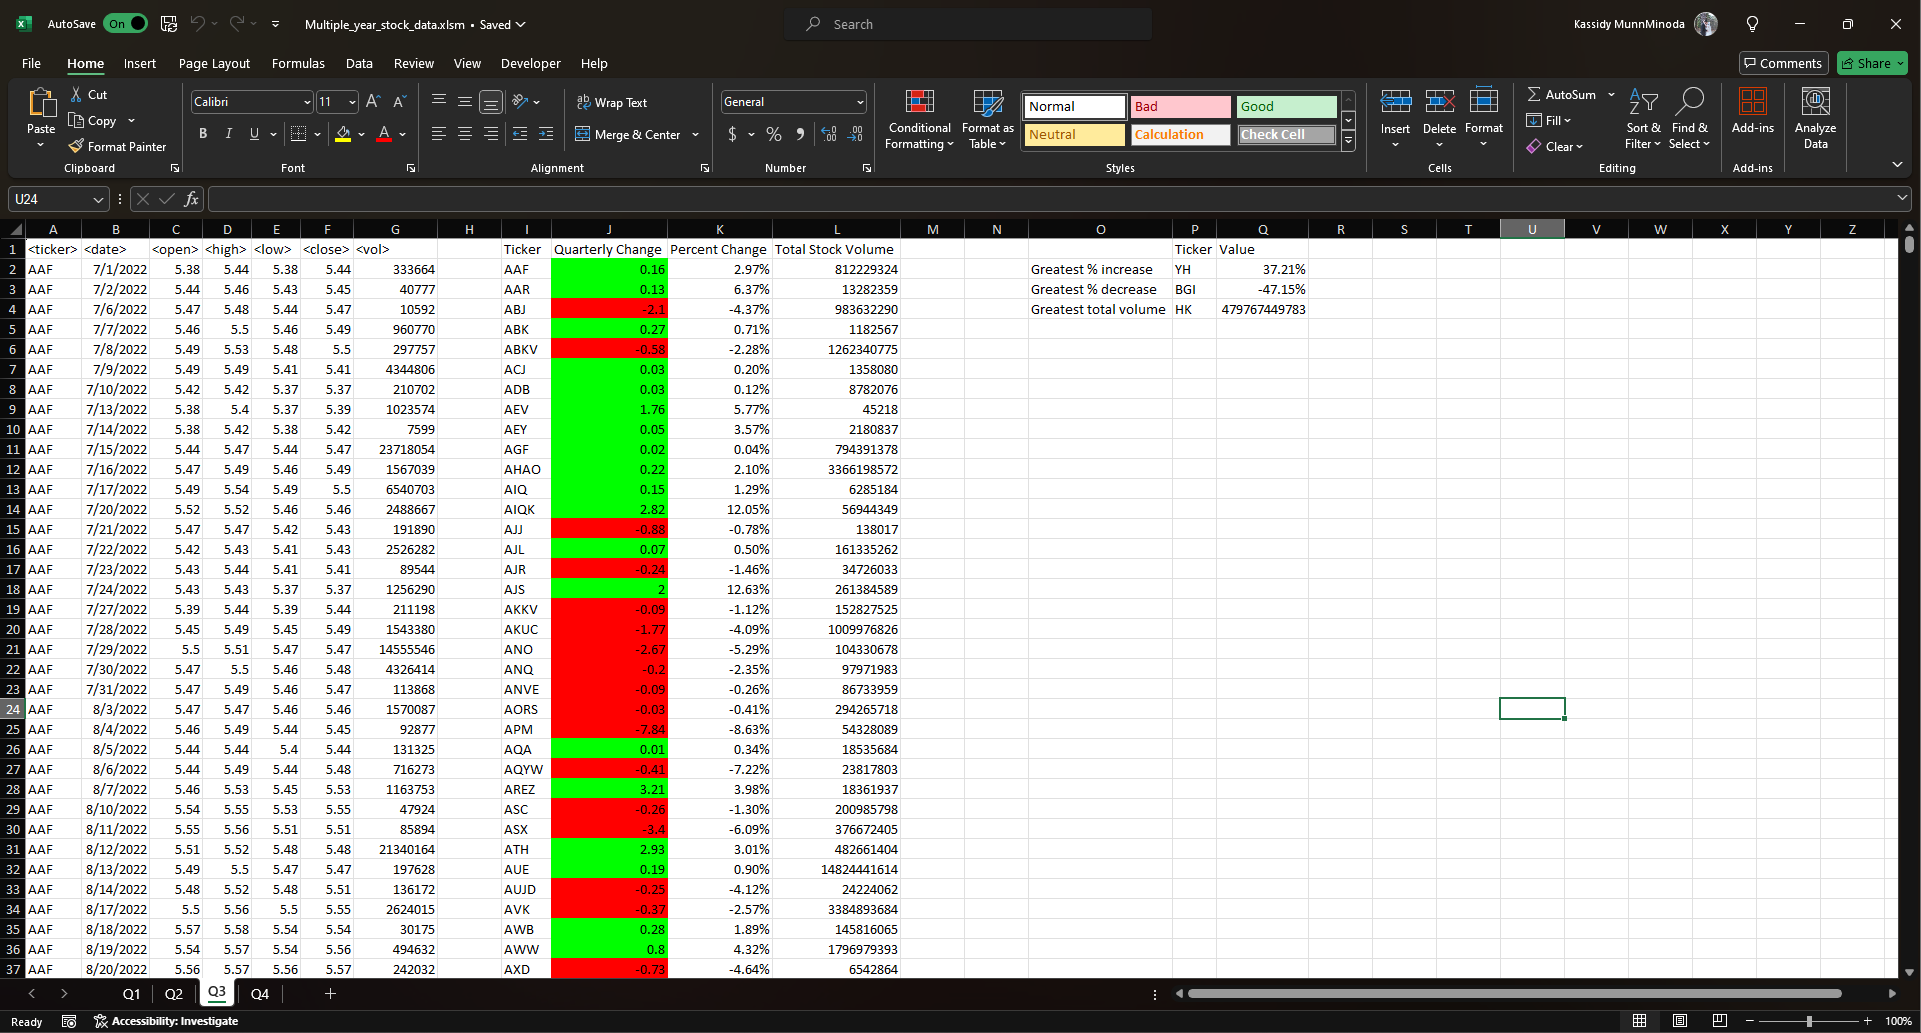 AutoSave On Multiple_year_stock_data.xlsm • Saved Search Kassidy MunnMinoda
File Home Insert Page Layout Formulas Data Review View Developer Help Comments Share
Paste Cut Copy Format Painter Clipboard
Calibri 11 B I U Font
Wrap Text Merge & Center Alignment
General $ % Number
Conditional Formatting Format as Table Normal Bad Good Neutral Calculation Check Cell Styles
Insert Delete Format Cells
AutoSum Fill Clear Sort & Filter Find & Select Editing
Add-ins Add-ins
Analyze Data
U24 fx
A B C D E F G H I J K L M N O P Q R S T U V W X Y Z
1 <ticker> <date> <open> <high> <low> <close> <vol> Ticker Quarterly Change Percent Change Total Stock Volume Ticker Value
2 AAF 7/1/2022 5.38 5.44 5.38 5.44 333664 AAF 0.16 2.97% 812229324 Greatest % increase YH 37.21%
3 AAF 7/2/2022 5.44 5.46 5.43 5.45 40777 AAR 0.13 6.37% 13282359 Greatest % decrease BGI -47.15%
4 AAF 7/6/2022 5.47 5.48 5.44 5.47 10592 ABJ -2.1 -4.37% 983632290 Greatest total volume HK 479767449783
5 AAF 7/7/2022 5.46 5.5 5.46 5.49 960770 ABK 0.27 0.71% 1182567
6 AAF 7/8/2022 5.49 5.53 5.48 5.5 297757 ABKV -0.58 -2.28% 1262340775
7 AAF 7/9/2022 5.49 5.49 5.41 5.41 4344806 ACJ 0.03 0.20% 1358080
8 AAF 7/10/2022 5.42 5.42 5.37 5.37 210702 ADB 0.03 0.12% 8782076
9 AAF 7/13/2022 5.38 5.4 5.37 5.39 1023574 AEV 1.76 5.77% 45218
10 AAF 7/14/2022 5.38 5.42 5.38 5.42 7599 AEY 0.05 3.57% 2180837
11 AAF 7/15/2022 5.44 5.47 5.44 5.47 23718054 AGF 0.02 0.04% 794391378
12 AAF 7/16/2022 5.47 5.49 5.46 5.49 1567039 AHAO 0.22 2.10% 3366198572
13 AAF 7/17/2022 5.49 5.54 5.49 5.5 6540703 AIQ 0.15 1.29% 6285184
14 AAF 7/20/2022 5.52 5.52 5.46 5.46 2488667 AIQK 2.82 12.05% 56944349
15 AAF 7/21/2022 5.47 5.47 5.42 5.43 191890 AJJ -0.88 -0.78% 138017
16 AAF 7/22/2022 5.42 5.43 5.41 5.43 2526282 AJL 0.07 0.50% 161335262
17 AAF 7/23/2022 5.43 5.44 5.41 5.41 89544 AJR -0.24 -1.46% 34726033
18 AAF 7/24/2022 5.43 5.43 5.37 5.37 1256290 AJS 2 12.63% 261384589
19 AAF 7/27/2022 5.39 5.44 5.39 5.44 211198 AKKV -0.09 -1.12% 152827525
20 AAF 7/28/2022 5.45 5.49 5.45 5.49 1543380 AKUC -1.77 -4.09% 1009976826
21 AAF 7/29/2022 5.5 5.51 5.47 5.47 14555546 ANO -2.67 -5.29% 104330678
22 AAF 7/30/2022 5.47 5.5 5.46 5.48 4326414 ANQ -0.2 -2.35% 97971983
23 AAF 7/31/2022 5.47 5.49 5.46 5.47 113868 ANVE -0.09 -0.26% 86733959
24 AAF 8/3/2022 5.47 5.47 5.46 5.46 1570087 AORS -0.03 -0.41% 294265718
25 AAF 8/4/2022 5.46 5.49 5.44 5.45 92877 APM -7.84 -8.63% 54328089
26 AAF 8/5/2022 5.44 5.44 5.4 5.44 131325 AQA 0.01 0.34% 18535684
27 AAF 8/6/2022 5.44 5.49 5.44 5.48 716273 AQYW -0.41 -7.22% 23817803
28 AAF 8/7/2022 5.46 5.53 5.45 5.53 1163753 AREZ 3.21 3.98% 18361937
29 AAF 8/10/2022 5.54 5.55 5.53 5.55 47924 ASC -0.26 -1.30% 200985798
30 AAF 8/11/2022 5.55 5.56 5.51 5.51 85894 ASX -3.4 -6.09% 376672405
31 AAF 8/12/2022 5.51 5.52 5.48 5.48 21340164 ATH 2.93 3.01% 482661404
32 AAF 8/13/2022 5.49 5.5 5.47 5.47 197628 AUE 0.19 0.90% 14824441614
33 AAF 8/14/2022 5.48 5.52 5.48 5.51 136172 AUJD -0.25 -4.12% 24224062
34 AAF 8/17/2022 5.5 5.56 5.5 5.55 2624015 AVK -0.37 -2.57% 3384893684
35 AAF 8/18/2022 5.57 5.58 5.54 5.54 30175 AWB 0.28 1.89% 145816065
36 AAF 8/19/2022 5.54 5.57 5.54 5.56 494632 AWW 0.8 4.32% 1796979393
37 AAF 8/20/2022 5.56 5.57 5.56 5.57 242032 AXD -0.73 -4.64% 6542864
Q1 Q2 Q3 Q4
Ready Accessibility: Investigate 100%